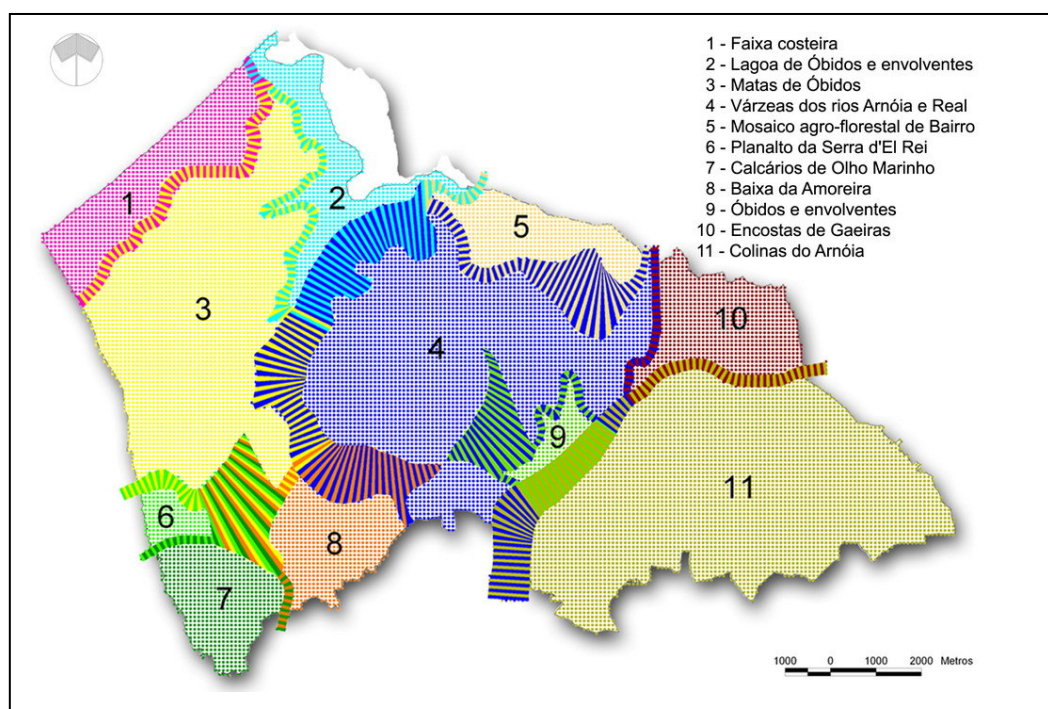 1 - Faixa costeira
2 - Lagoa de Óbidos e envolventes
3 - Matas de Óbidos
4 - Várzeas dos rios Arnóia e Real
5 - Mosaico agro-florestal de Bairro
6 - Planalto da Serra d'El Rei
7 - Calcários de Olho Marinho
8 - Baixa da Amoreira
9 - Óbidos e envolventes
10 - Encostas de Gaeiras
11 - Colinas do Arnóia
1
2
5
3
10
4
9
11
6
8
7
1000 0 1000 2000 Metros